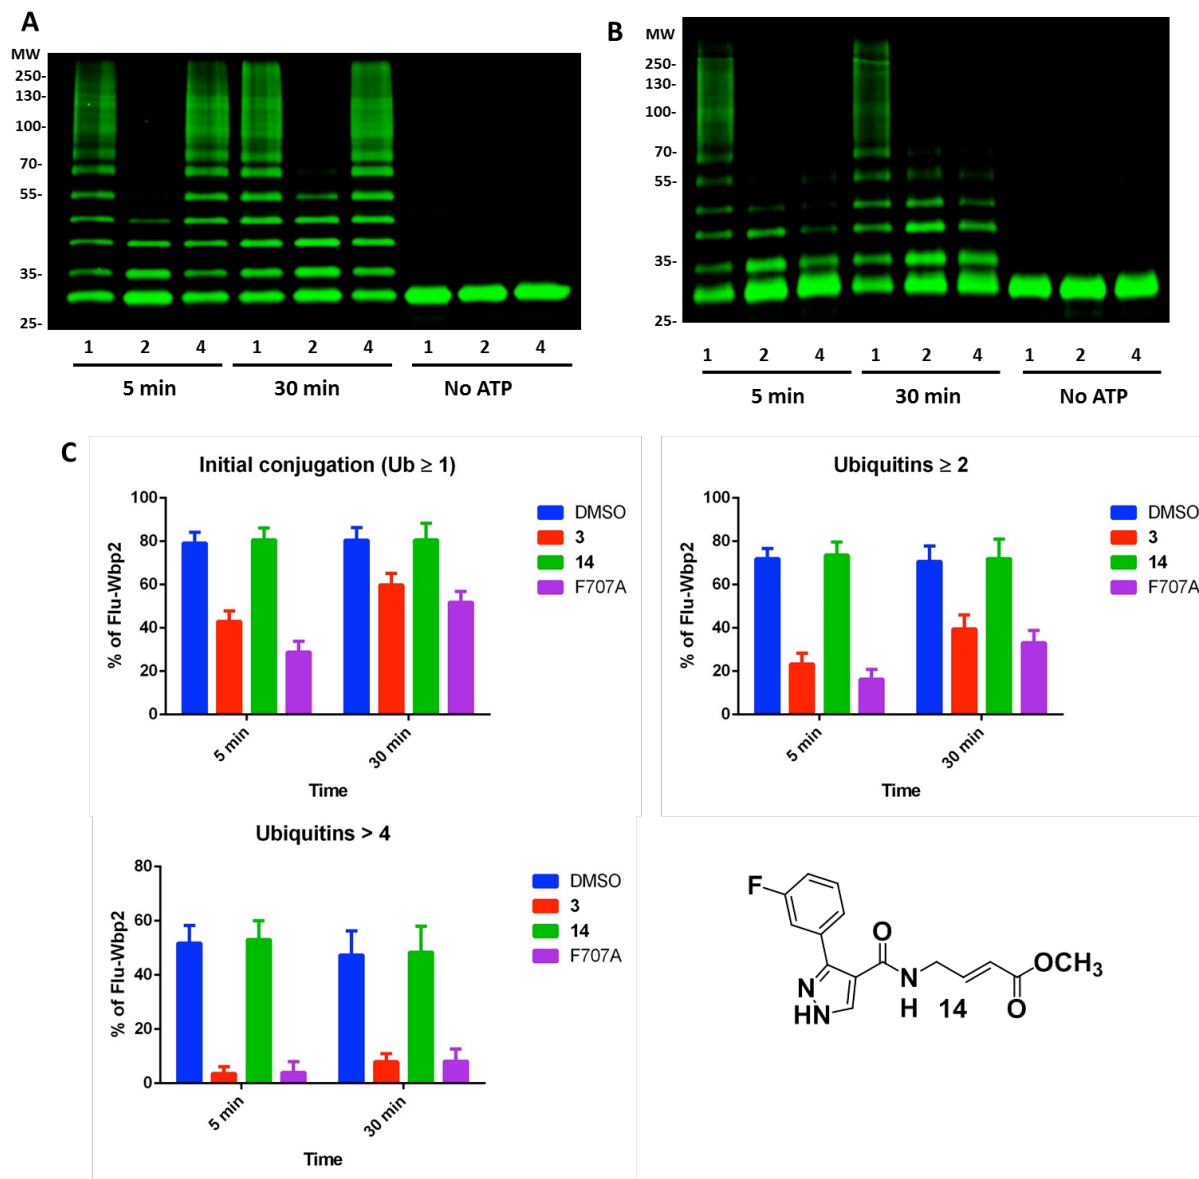 A
MW
250-
130-
100-
70-
55-
35-
25-
1 2 4 1 2 4 1 2 4
5 min 30 min No ATP
B
MW
250-
130-
100-
70-
55-
35-
25-
1 2 4 1 2 4 1 2 4
5 min 30 min No ATP
C
Initial conjugation (Ub ≥ 1)
% of Flu-Wbp2
100
80
60
40
20
0
5 min
30 min
Time
DMSO
3
14
F707A
Ubiquitins ≥ 2
% of Flu-Wbp2
100
80
60
40
20
0
5 min
30 min
Time
DMSO
3
14
F707A
Ubiquitins > 4
% of Flu-Wbp2
80
60
40
20
0
5 min
30 min
Time
DMSO
3
14
F707A
F
O
N
H
N
HN
OCH3
O
14